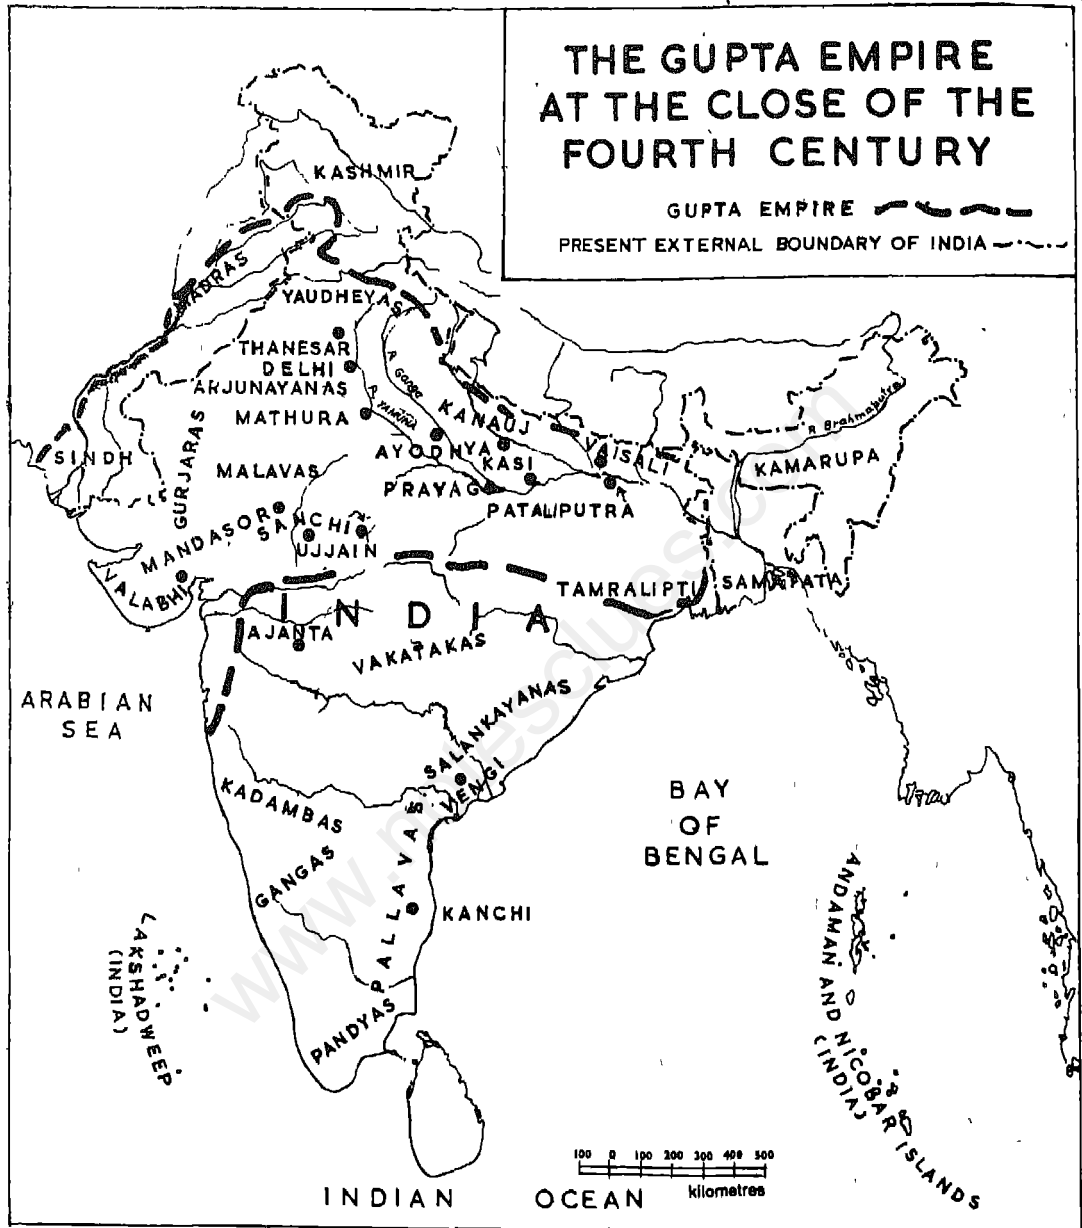 THE GUPTA EMPIRE
AT THE CLOSE OF THE
FOURTH CENTURY
GUPTA EMPIRE
PRESENT EXTERNAL BOUNDARY OF INDIA
KASHMIR
MADRAS
YAUDHEYAS
THANESAR
DELHI
ARJUNAYANAS
MATHURA
R. Ganga
R. YAMUNA
KANAUJ
AYODHYA
KASI
VAISALI
PRAYAG
PATALIPUTRA
R Brahmaputra
KAMARUPA
SINDH
GURJARAS
MALAVAS
MANDASOR
SANCHI
UJJAIN
VALABHI
TAMRALIPTI
SAMATATA
INDIA
AJANTA
VAKATAKAS
ARABIAN
SEA
SALANKAYANAS
VENGI
KADAMBAS
GANGAS
PALLAVAS
KANCHI
PANDYAS
BAY
OF
BENGAL
LAKSHADWEEP
(INDIA)
ANDAMAN AND NICOBAR ISLANDS
(INDIA)
100 0 100 200 300 400 500
kilometres
INDIAN OCEAN